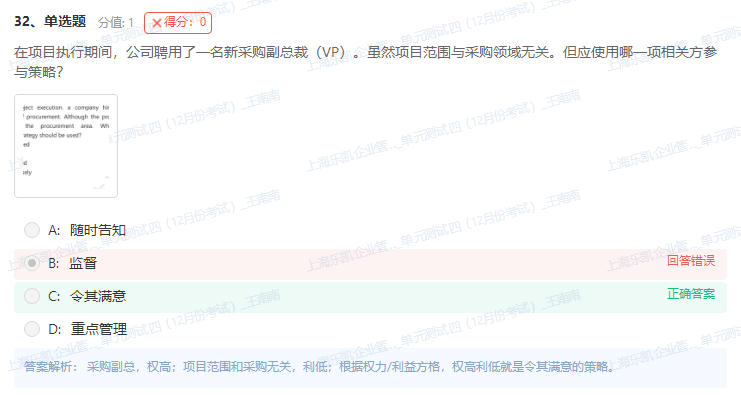 32、单选题 分值: 1 ✕得分：0
在项目执行期间，公司聘用了一名新采购副总裁（VP）。虽然项目范围与采购领域无关。但应使用哪一项相关方参
与策略？
ject execution, a company hir
procurement. Although the pro
the procurement area. Wh
ategy should be used?
ed
d
ely
A: 随时告知
B: 监督 回答错误
C: 令其满意 正确答案
D: 重点管理
答案解析： 采购副总，权高；项目范围和采购无关，利低；根据权力/利益方格，权高利低就是令其满意的策略。
上海乐凯企业管..._单元测试四（12月份考试）_王南南